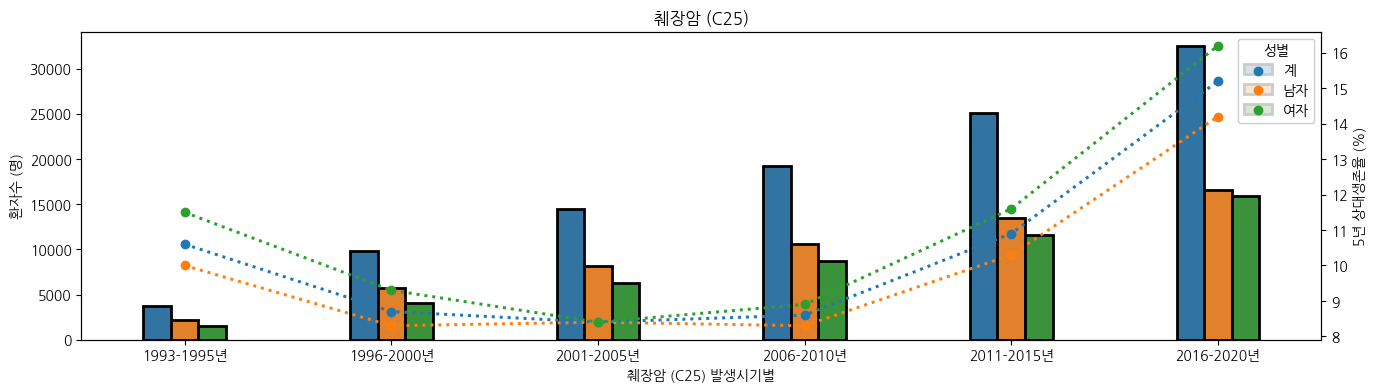 췌장암 (C25)
환자수 (명)
30000
25000
20000
15000
10000
5000
0
1993-1995년
1996-2000년
2001-2005년
2006-2010년
2011-2015년
2016-2020년
췌장암 (C25) 발생시기별
16
15
14
13
12
11
10
9
8
5년 상대생존율 (%)
성별
계
남자
여자